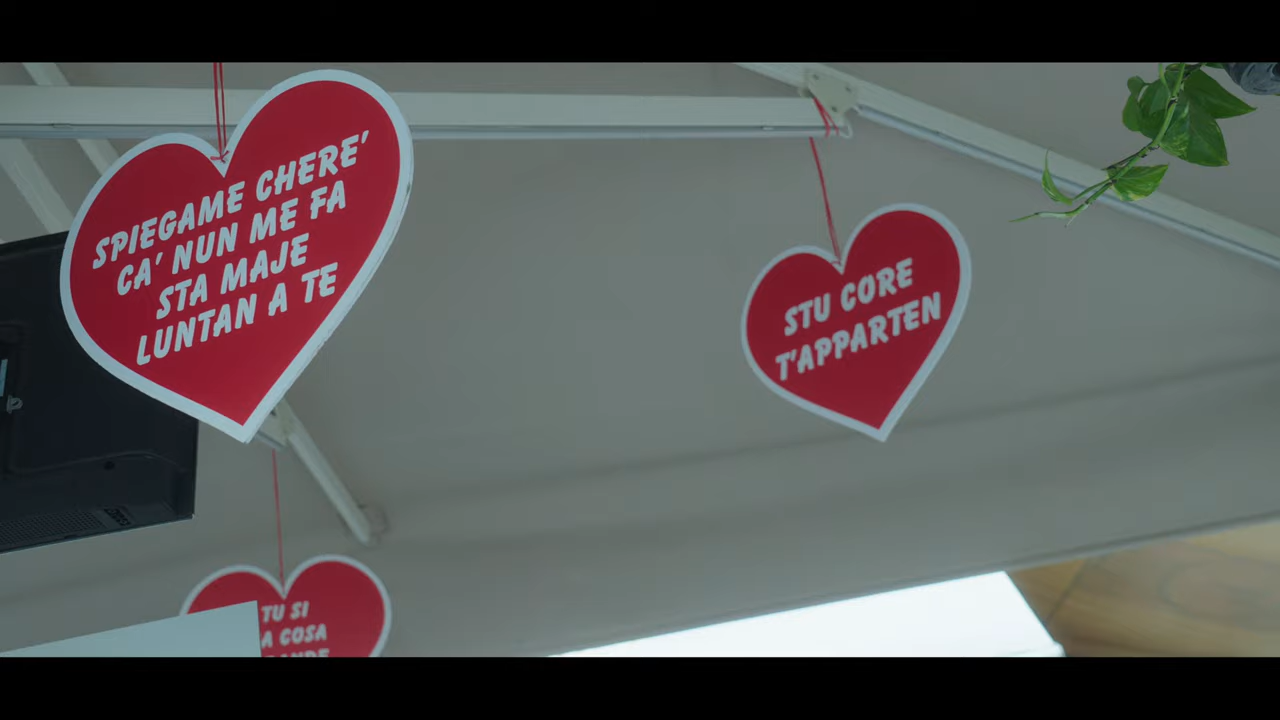 SPIEGAME CHERE'
CA' NUN ME FA
STA MAJE
LUNTAN A TE
STU CORE
T'APPARTEN
TU SI
A COSA